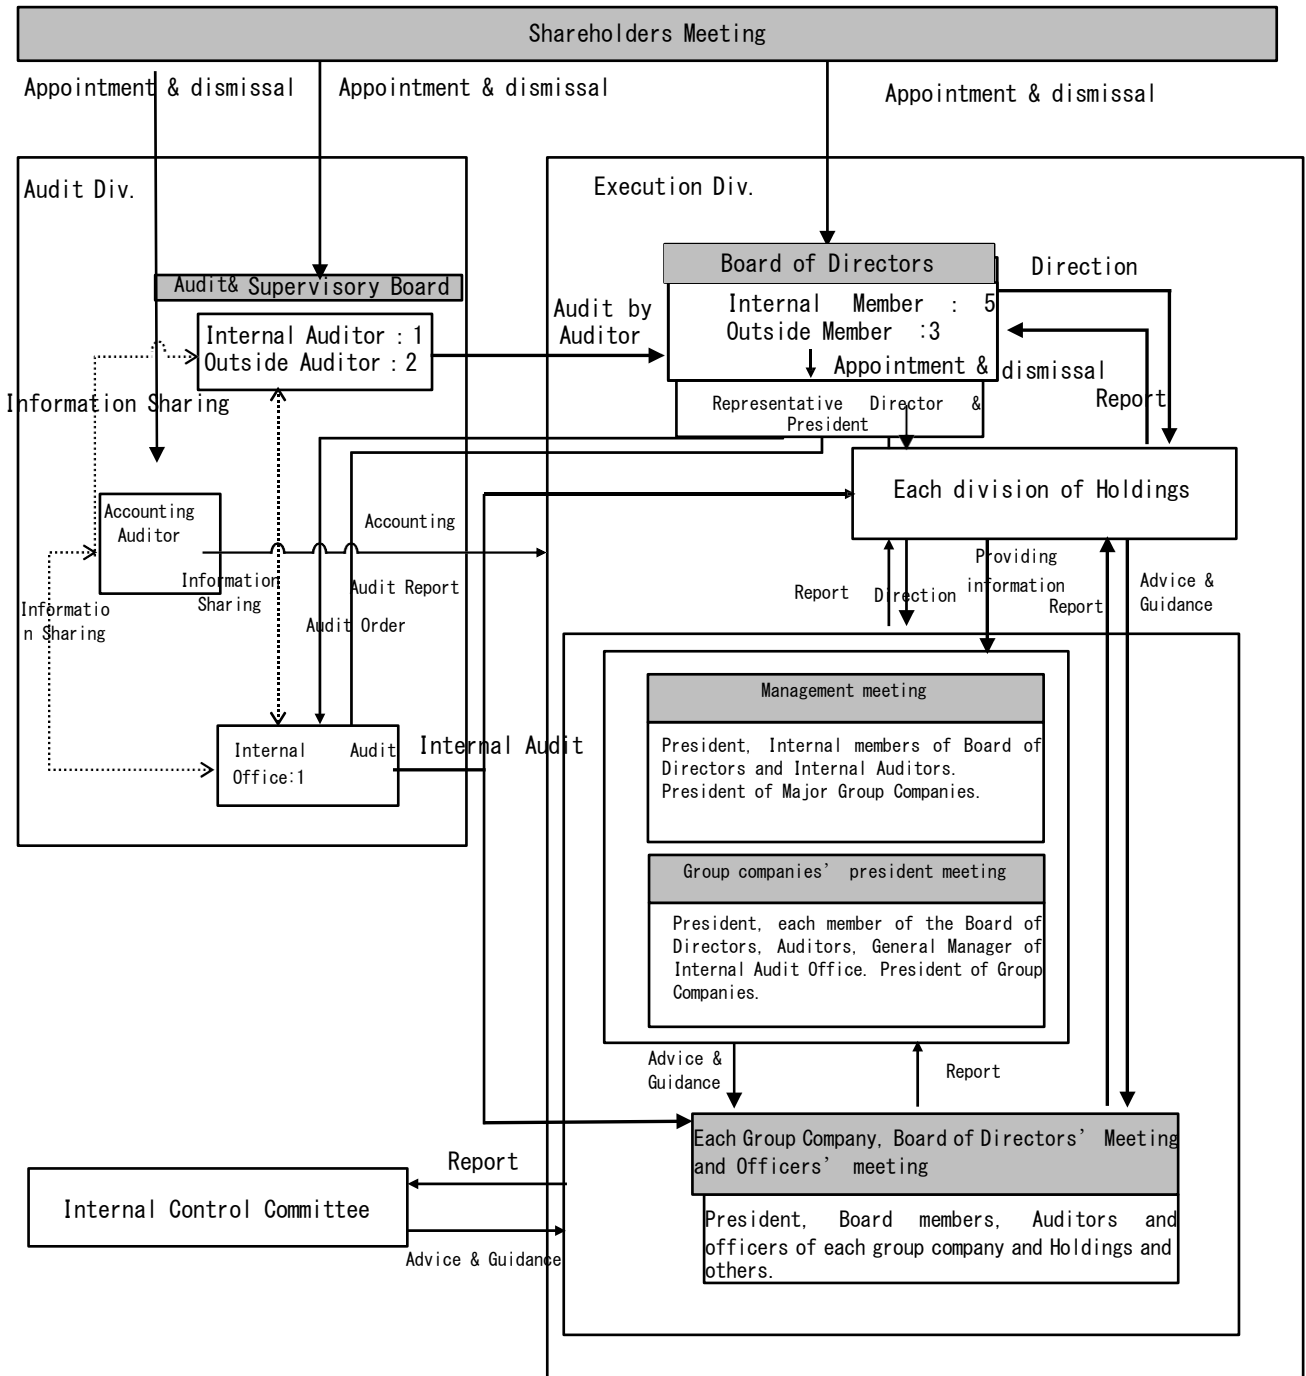 Shareholders Meeting
Appointment & dismissal
Appointment & dismissal
Appointment & dismissal
Audit Div.
Execution Div.
Audit& Supervisory Board
Internal Auditor : 1
Outside Auditor : 2
Audit by
Auditor
Board of Directors
Internal Member : 5
Outside Member :3
Appointment & dismissal
Direction
Report
Representative Director &
President
Information Sharing
Each division of Holdings
Accounting
Auditor
Accounting
Information
Sharing
Audit Report
Audit Order
Informatio
n Sharing
Report
Direction
Providing
information
Report
Advice &
Guidance
Internal Audit
Office:1
Internal Audit
Management meeting
President, Internal members of Board of
Directors and Internal Auditors.
President of Major Group Companies.
Group companies’ president meeting
President, each member of the Board of
Directors, Auditors, General Manager of
Internal Audit Office. President of Group
Companies.
Advice &
Guidance
Report
Each Group Company, Board of Directors’ Meeting
and Officers’ meeting
President, Board members, Auditors and
officers of each group company and Holdings and
others.
Report
Internal Control Committee
Advice & Guidance